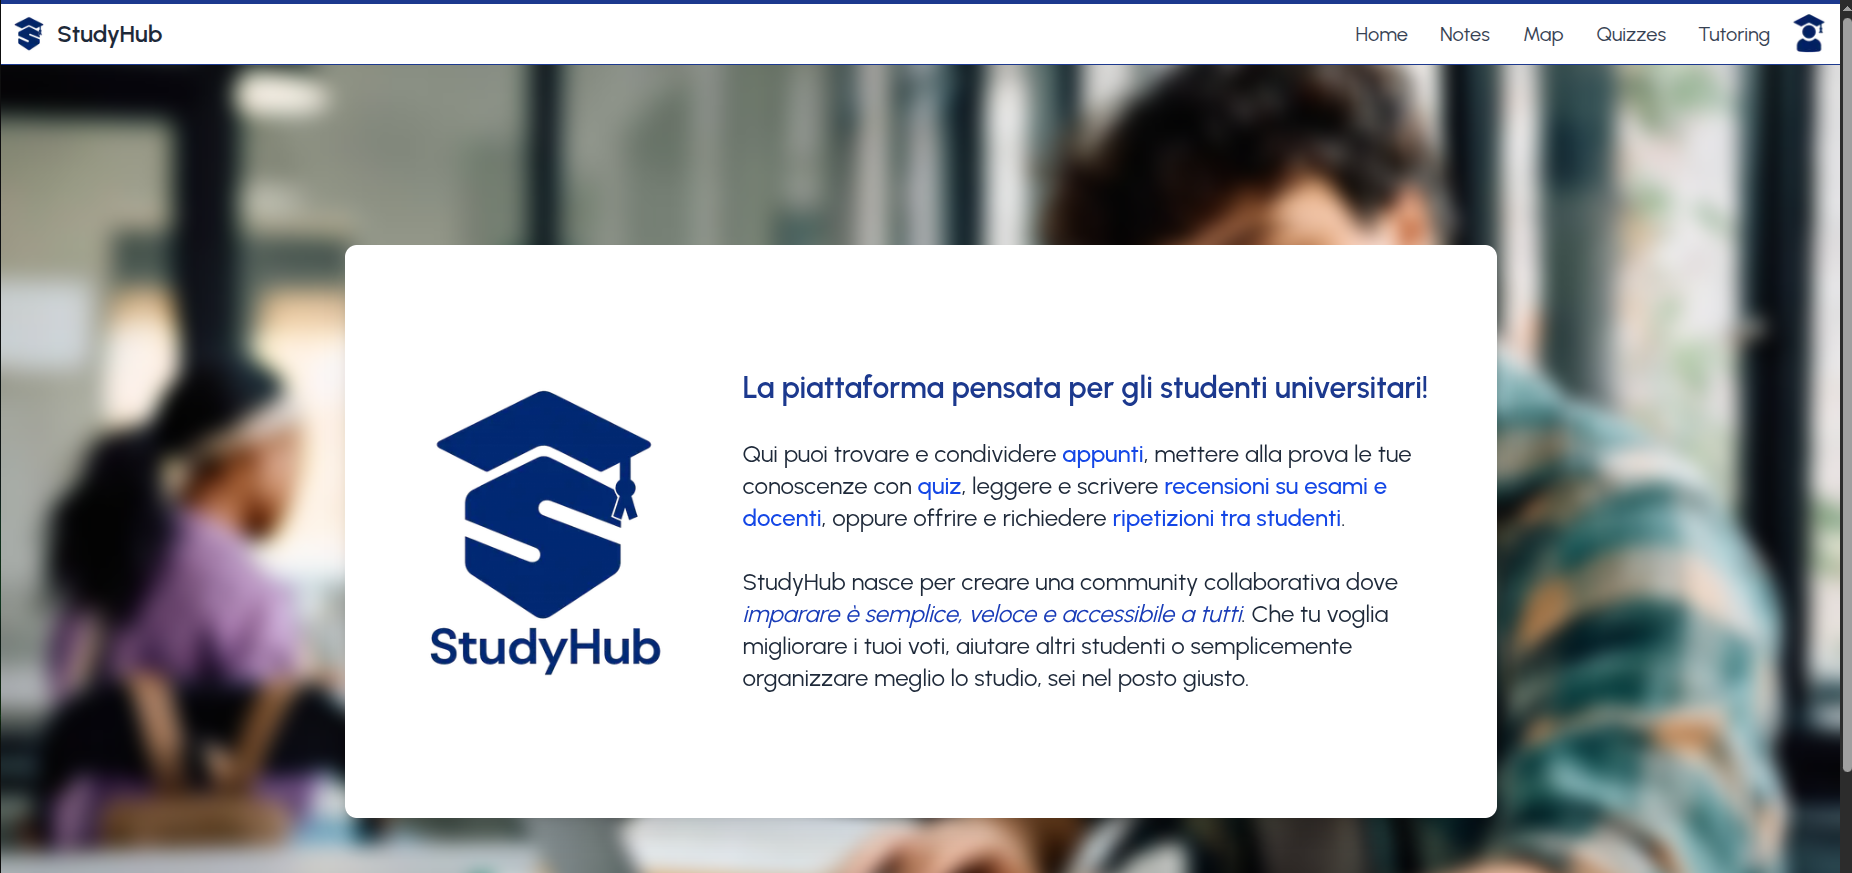 StudyHub
Home Notes Map Quizzes Tutoring
La piattaforma pensata per gli studenti universitari!
Qui puoi trovare e condividere appunti, mettere alla prova le tue
conoscenze con quiz, leggere e scrivere recensioni su esami e
docenti, oppure offrire e richiedere ripetizioni tra studenti.
StudyHub nasce per creare una community collaborativa dove
imparare è semplice, veloce e accessibile a tutti. Che tu voglia
migliorare i tuoi voti, aiutare altri studenti o semplicemente
organizzare meglio lo studio, sei nel posto giusto.
StudyHub